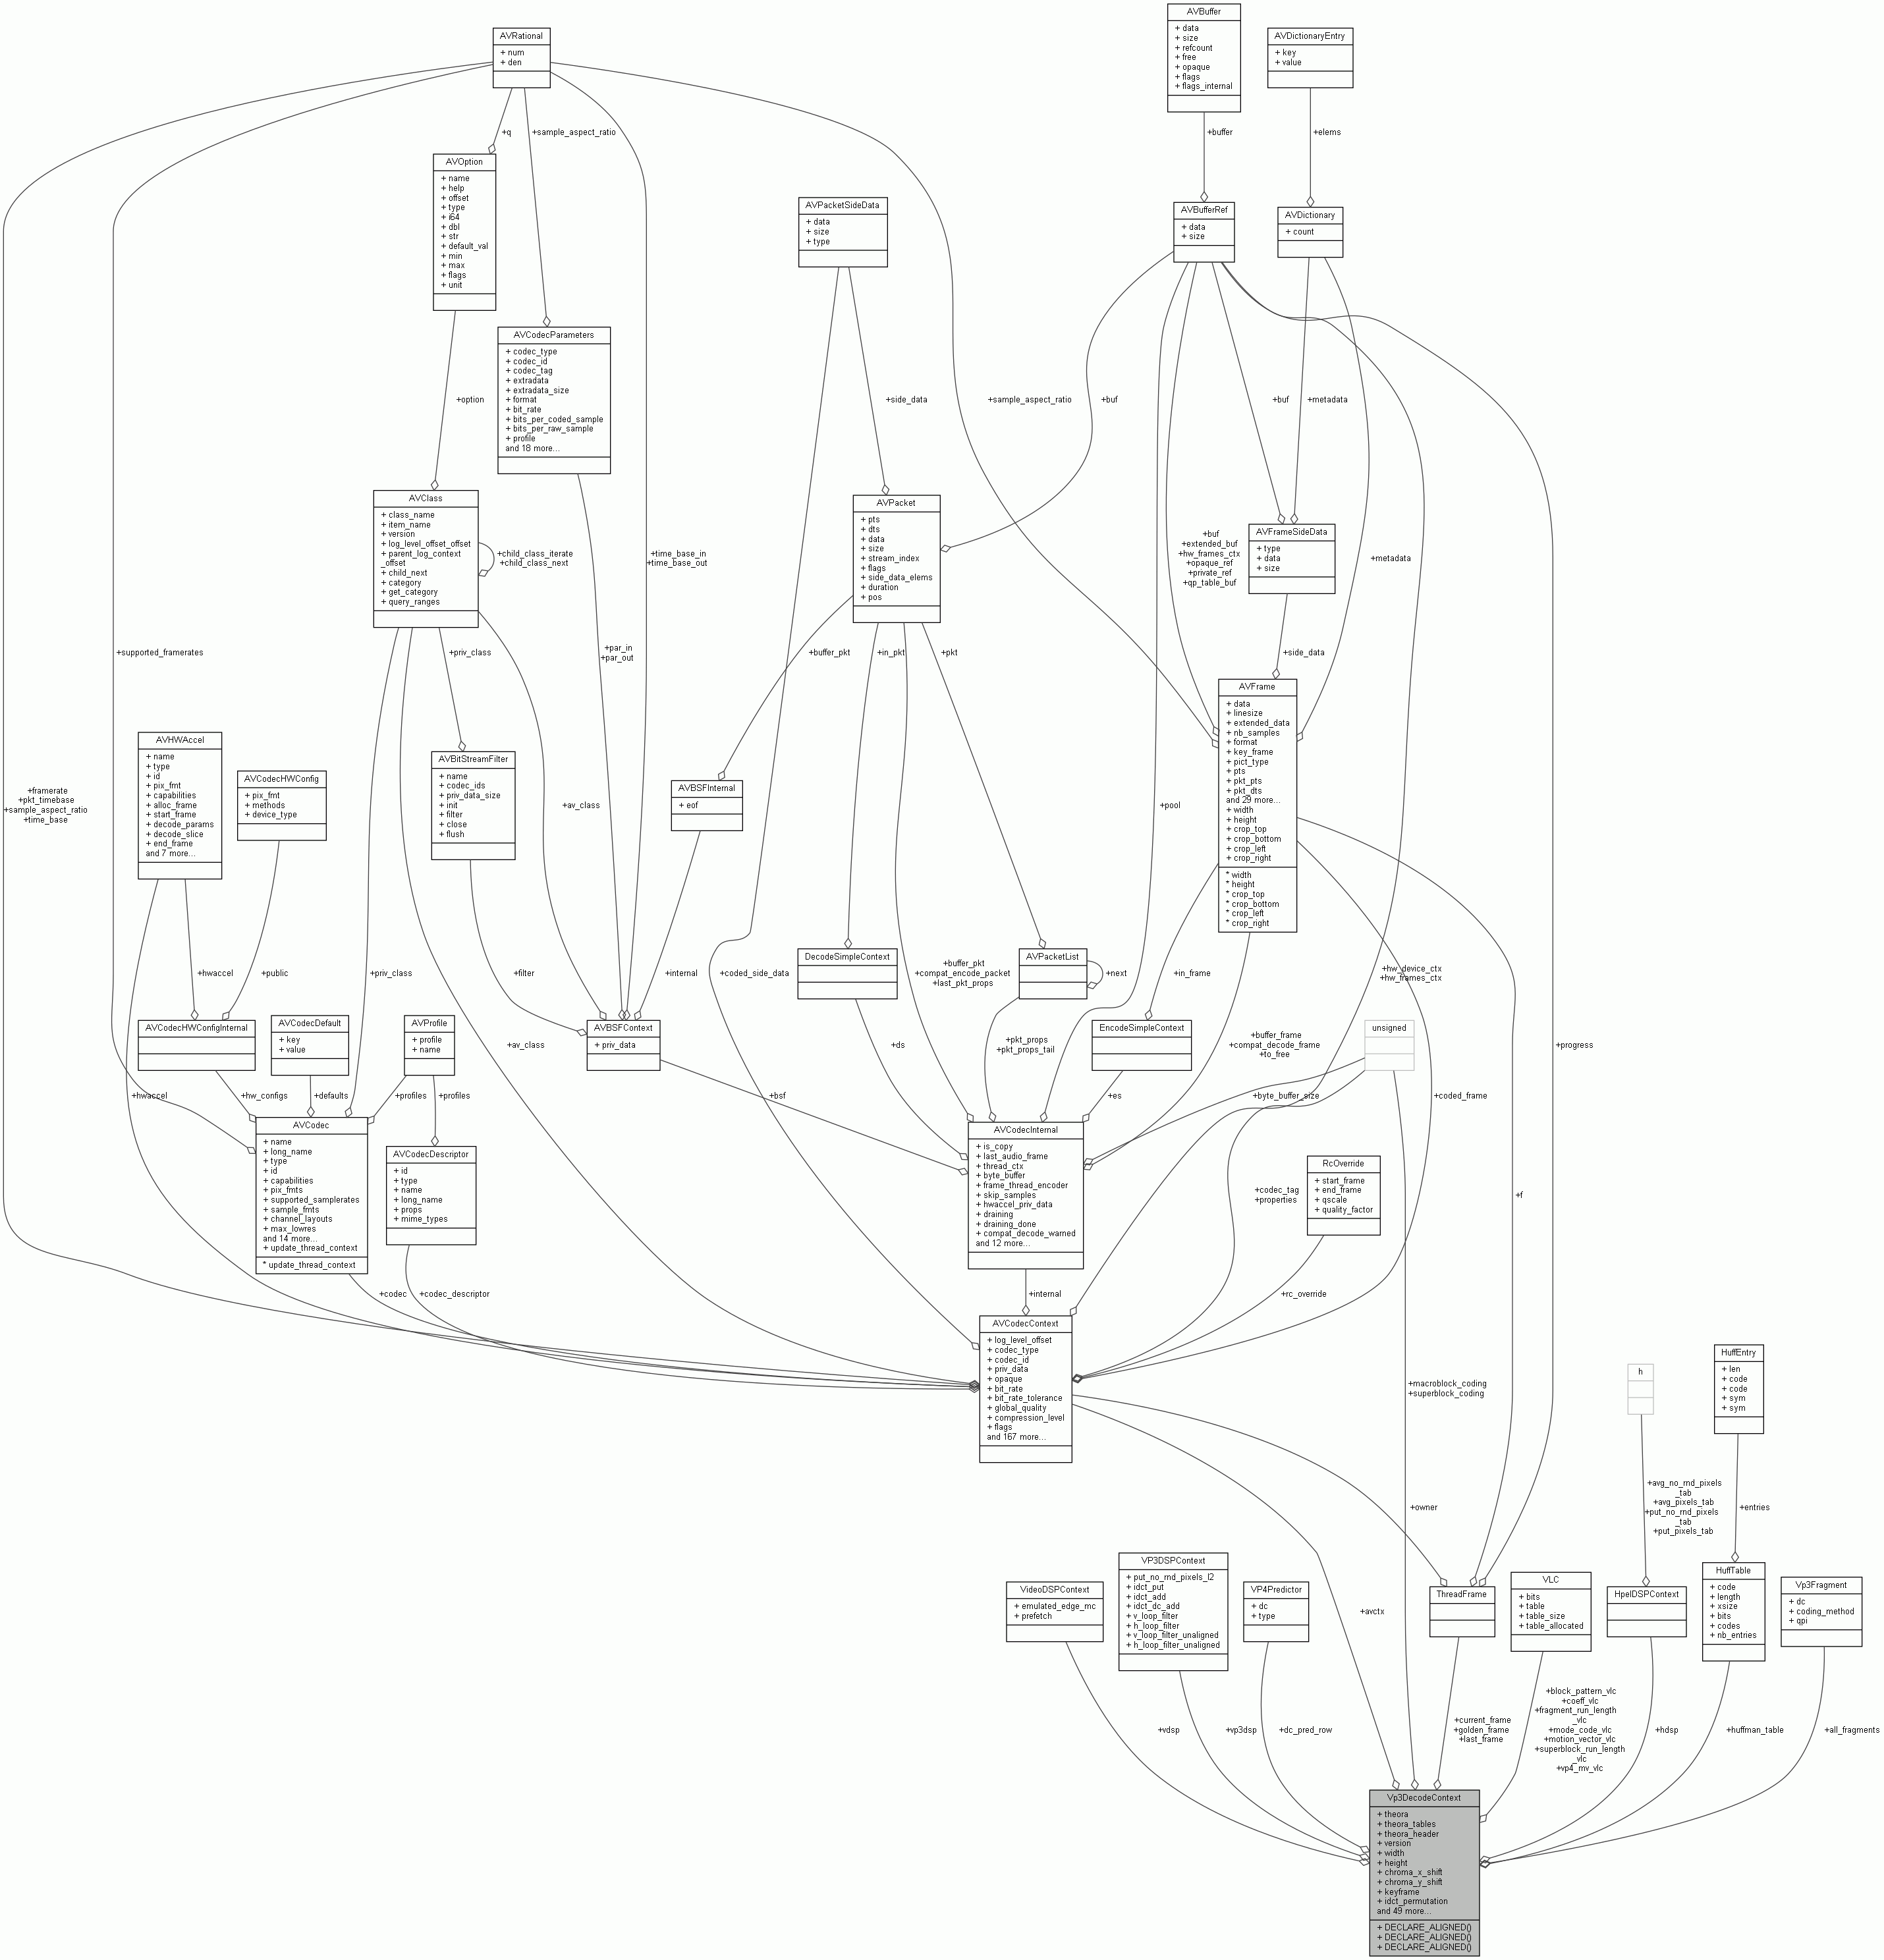 AVBuffer
+ data
+ size
+ refcount
+ free
+ opaque
+ flags
+ flags_internal
AVRational
+ num
+ den
AVDictionaryEntry
+ key
+ value
+q
+sample_aspect_ratio
+buffer
+elems
AVOption
+ name
+ help
+ offset
+ type
+ i64
+ dbl
+ str
+ default_val
+ min
+ max
+ flags
+ unit
AVPacketSideData
+ data
+ size
+ type
AVBufferRef
+ data
+ size
AVDictionary
+ count
AVCodecParameters
+ codec_type
+ codec_id
+ codec_tag
+ extradata
+ extradata_size
+ format
+ bit_rate
+ bits_per_coded_sample
+ bits_per_raw_sample
+ profile
and 18 more...
+option
+side_data
+sample_aspect_ratio
+buf
+buf
+metadata
AVClass
+ class_name
+ item_name
+ version
+ log_level_offset_offset
+ parent_log_context
_offset
+ child_next
+ category
+ get_category
+ query_ranges
+child_class_iterate
+child_class_next
+time_base_in
+time_base_out
AVPacket
+ pts
+ dts
+ data
+ size
+ stream_index
+ flags
+ side_data_elems
+ duration
+ pos
+buf
+extended_buf
+hw_frames_ctx
+opaque_ref
+private_ref
+qp_table_buf
AVFrameSideData
+ type
+ data
+ size
+metadata
+supported_framerates
+priv_class
+par_in
+par_out
+buffer_pkt
+in_pkt
+pkt
+side_data
AVFrame
+ data
+ linesize
+ extended_data
+ nb_samples
+ format
+ key_frame
+ pict_type
+ pts
+ pkt_pts
+ pkt_dts
and 29 more...
+ width
+ height
+ crop_top
+ crop_bottom
+ crop_left
+ crop_right
* width
* height
* crop_top
* crop_bottom
* crop_left
* crop_right
AVHWAccel
+ name
+ type
+ id
+ pix_fmt
+ capabilities
+ alloc_frame
+ start_frame
+ decode_params
+ decode_slice
+ end_frame
and 7 more...
AVCodecHWConfig
+ pix_fmt
+ methods
+ device_type
AVBitStreamFilter
+ name
+ codec_ids
+ priv_data_size
+ init
+ filter
+ close
+ flush
AVBSFInternal
+ eof
+framerate
+pkt_timebase
+sample_aspect_ratio
+time_base
+av_class
+pool
+hwaccel
+public
+priv_class
+filter
+internal
+coded_side_data
DecodeSimpleContext
+buffer_pkt
+compat_encode_packet
+last_pkt_props
AVPacketList
+next
+in_frame
+hw_device_ctx
+hw_frames_ctx
AVCodecHWConfigInternal
AVCodecDefault
+ key
+ value
AVProfile
+ profile
+ name
+av_class
AVBSFContext
+ priv_data
+ds
+pkt_props
+pkt_props_tail
EncodeSimpleContext
+buffer_frame
+compat_decode_frame
+to_free
unsigned
+progress
+hwaccel
+hw_configs
+defaults
+profiles
+profiles
+bsf
+es
+byte_buffer_size
+coded_frame
AVCodec
+ name
+ long_name
+ type
+ id
+ capabilities
+ pix_fmts
+ supported_samplerates
+ sample_fmts
+ channel_layouts
+ max_lowres
and 14 more...
+ update_thread_context
* update_thread_context
AVCodecDescriptor
+ id
+ type
+ name
+ long_name
+ props
+ mime_types
AVCodecInternal
+ is_copy
+ last_audio_frame
+ thread_ctx
+ byte_buffer
+ frame_thread_encoder
+ skip_samples
+ hwaccel_priv_data
+ draining
+ draining_done
+ compat_decode_warned
and 12 more...
+codec_tag
+properties
RcOverride
+ start_frame
+ end_frame
+ qscale
+ quality_factor
+f
+codec
+codec_descriptor
+internal
+rc_override
AVCodecContext
+ log_level_offset
+ codec_type
+ codec_id
+ priv_data
+ opaque
+ bit_rate
+ bit_rate_tolerance
+ global_quality
+ compression_level
+ flags
and 167 more...
+macroblock_coding
+superblock_coding
h
HuffEntry
+ len
+ code
+ code
+ sym
+ sym
+owner
+avg_no_rnd_pixels
_tab
+avg_pixels_tab
+put_no_rnd_pixels
_tab
+put_pixels_tab
+entries
VideoDSPContext
+ emulated_edge_mc
+ prefetch
VP3DSPContext
+ put_no_rnd_pixels_l2
+ idct_put
+ idct_add
+ idct_dc_add
+ v_loop_filter
+ h_loop_filter
+ v_loop_filter_unaligned
+ h_loop_filter_unaligned
VP4Predictor
+ dc
+ type
+avctx
ThreadFrame
VLC
+ bits
+ table
+ table_size
+ table_allocated
HpelDSPContext
HuffTable
+ code
+ length
+ xsize
+ bits
+ codes
+ nb_entries
Vp3Fragment
+ dc
+ coding_method
+ qpi
+vdsp
+vp3dsp
+dc_pred_row
+current_frame
+golden_frame
+last_frame
+block_pattern_vlc
+coeff_vlc
+fragment_run_length
_vlc
+mode_code_vlc
+motion_vector_vlc
+superblock_run_length
_vlc
+vp4_mv_vlc
+hdsp
+huffman_table
+all_fragments
Vp3DecodeContext
+ theora
+ theora_tables
+ theora_header
+ version
+ width
+ height
+ chroma_x_shift
+ chroma_y_shift
+ keyframe
+ idct_permutation
and 49 more...
+ DECLARE_ALIGNED()
+ DECLARE_ALIGNED()
+ DECLARE_ALIGNED()